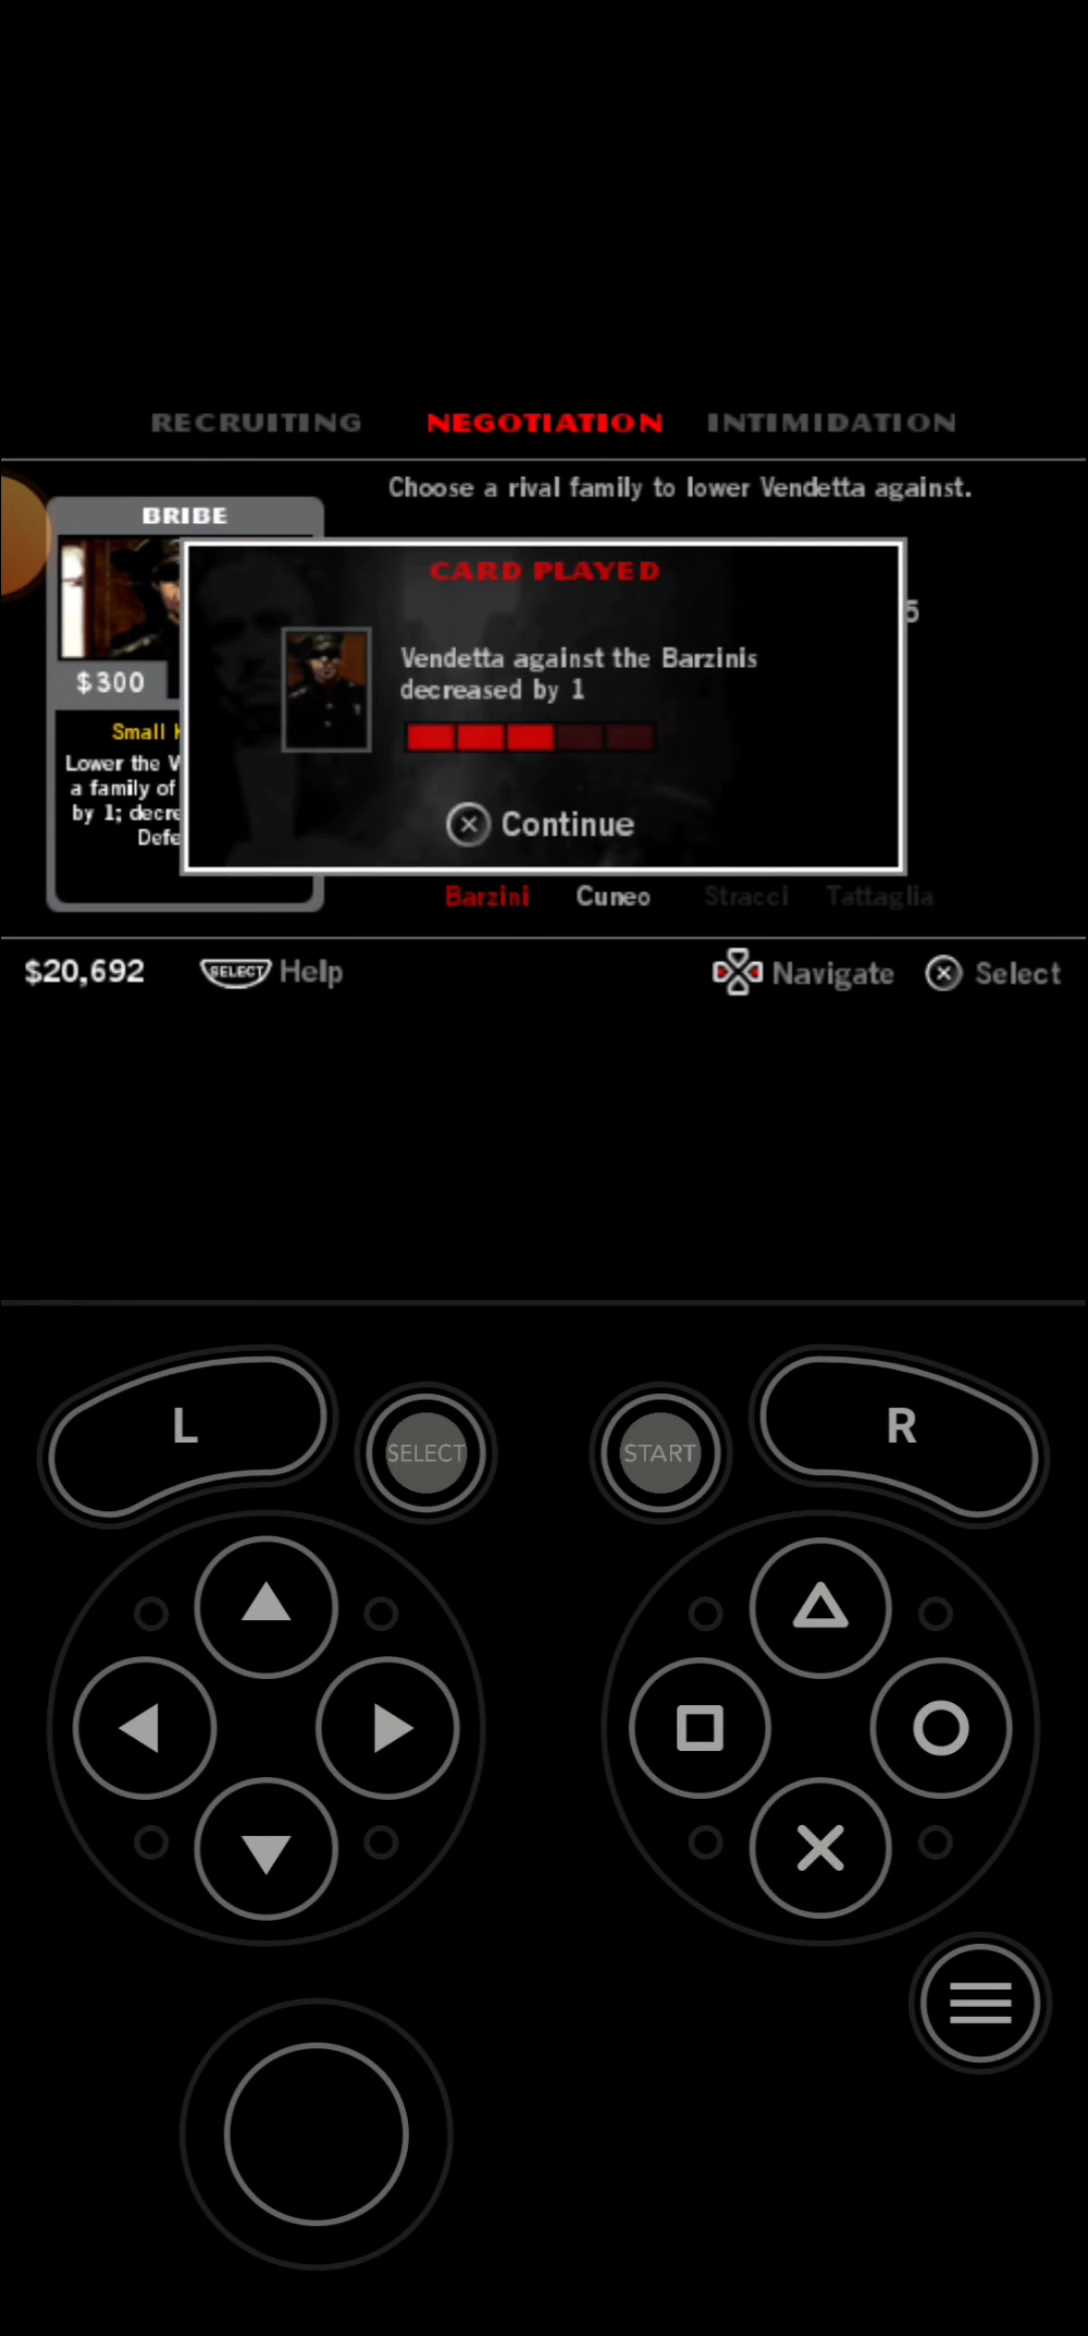 RECRUITING NEGOTIATION INTIMIDATION
Choose a rival family to lower Vendetta against.
BRIBE
CARD PLAYED
5
Vendetta against the Barzinis
decreased by 1
$300
Small
Lower the
a family of
by 1;
Continue
Barzini Cuneo Stracci Tattaglia
$20,692 SELECT Help Navigate Select
L SELECT START R